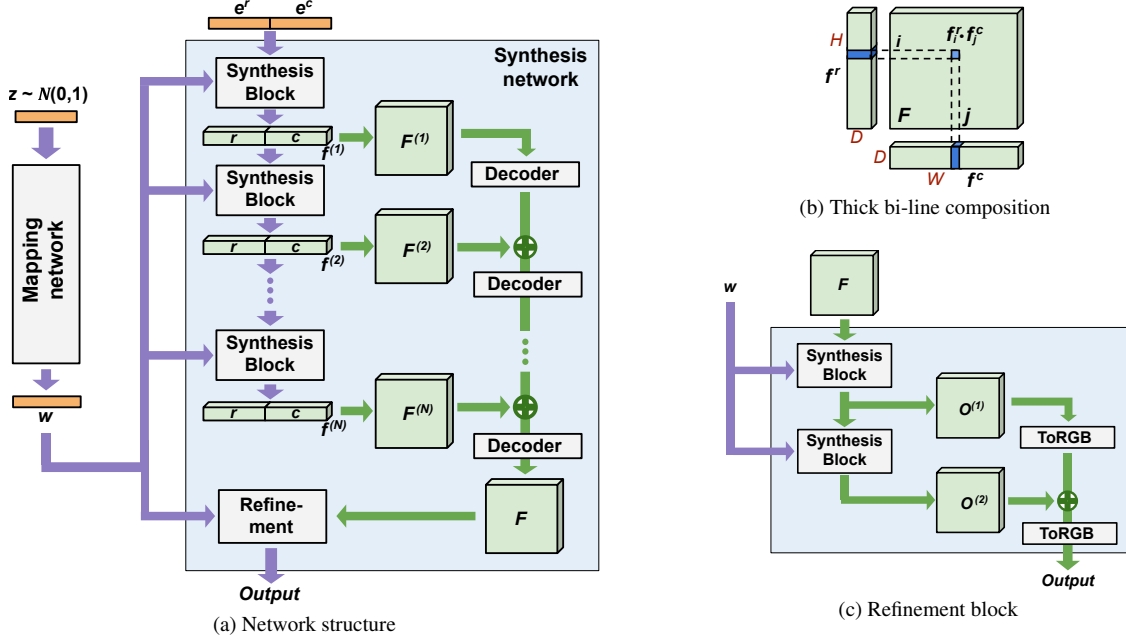 e^r e^c
Synthesis
network
z ~ N(0,1)
Mapping
network
w
Synthesis
Block
r c
f^(1)
F^(1)
Decoder
Synthesis
Block
r c
f^(2)
F^(2)
Decoder
Synthesis
Block
r c
f^(N)
F^(N)
Decoder
F
Refine-
ment
Output
(a) Network structure
H
f^r
D
i
f_i^r · f_j^c
F
j
D
W
f^c
(b) Thick bi-line composition
w
F
Synthesis
Block
O^(1)
ToRGB
Synthesis
Block
O^(2)
ToRGB
Output
(c) Refinement block